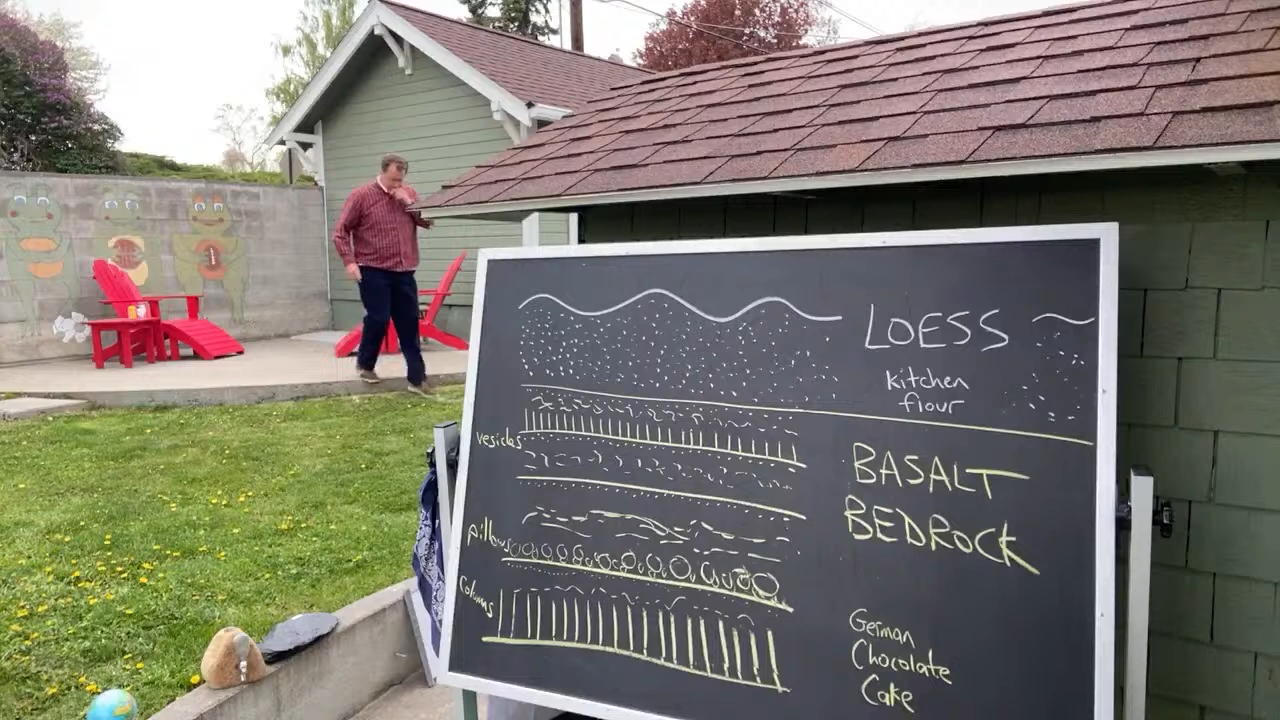 LOESS
kitchen
flour
vesicles
BASALT
BEDROCK
pillows
columns
German
Chocolate
Cake